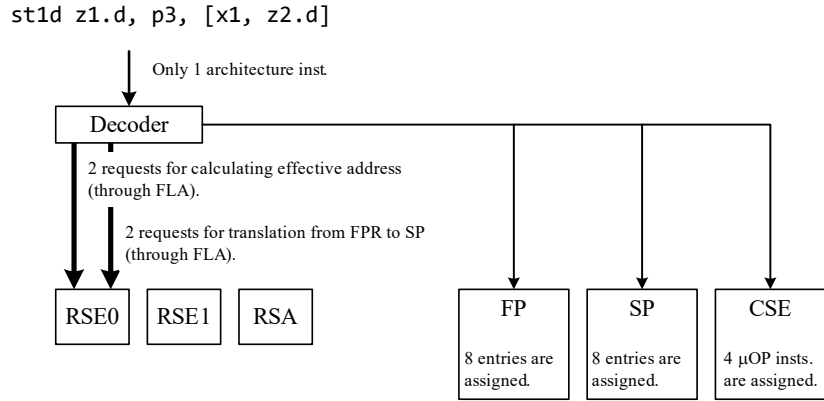 st1d z1.d, p3, [x1, z2.d]
Only 1 architecture inst.
Decoder
2 requests for calculating effective address
(through FLA).
2 requests for translation from FPR to SP
(through FLA).
RSE0
RSE1
RSA
FP
8 entries are
assigned.
SP
8 entries are
assigned.
CSE
4 μOP insts.
are assigned.